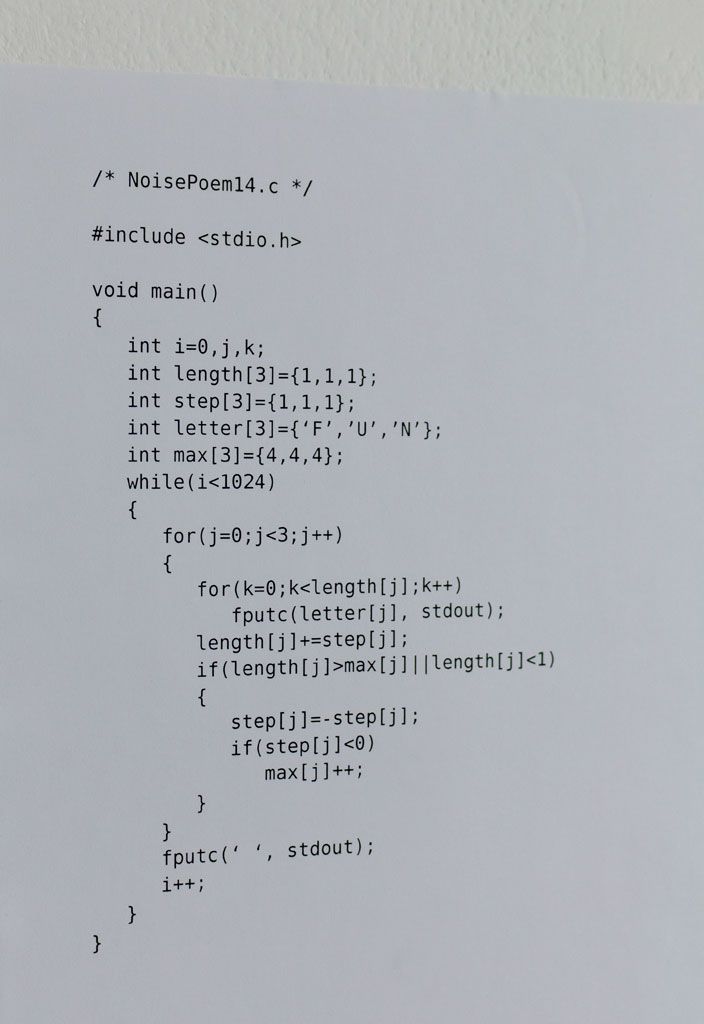 /* NoisePoem14.c */
#include <stdio.h>
void main()
{
int i=0,j,k;
int length[3]={1,1,1};
int step[3]={1,1,1};
int letter[3]={‘F’,’U’,’N’};
int max[3]={4,4,4};
while(i<1024)
{
for(j=0;j<3;j++)
{
for(k=0;k<length[j];k++)
fputc(letter[j], stdout);
length[j]+=step[j];
if(length[j]>max[j]||length[j]<1)
{
step[j]=-step[j];
if(step[j]<0)
max[j]++;
}
}
fputc(‘ ‘, stdout);
i++;
}
}